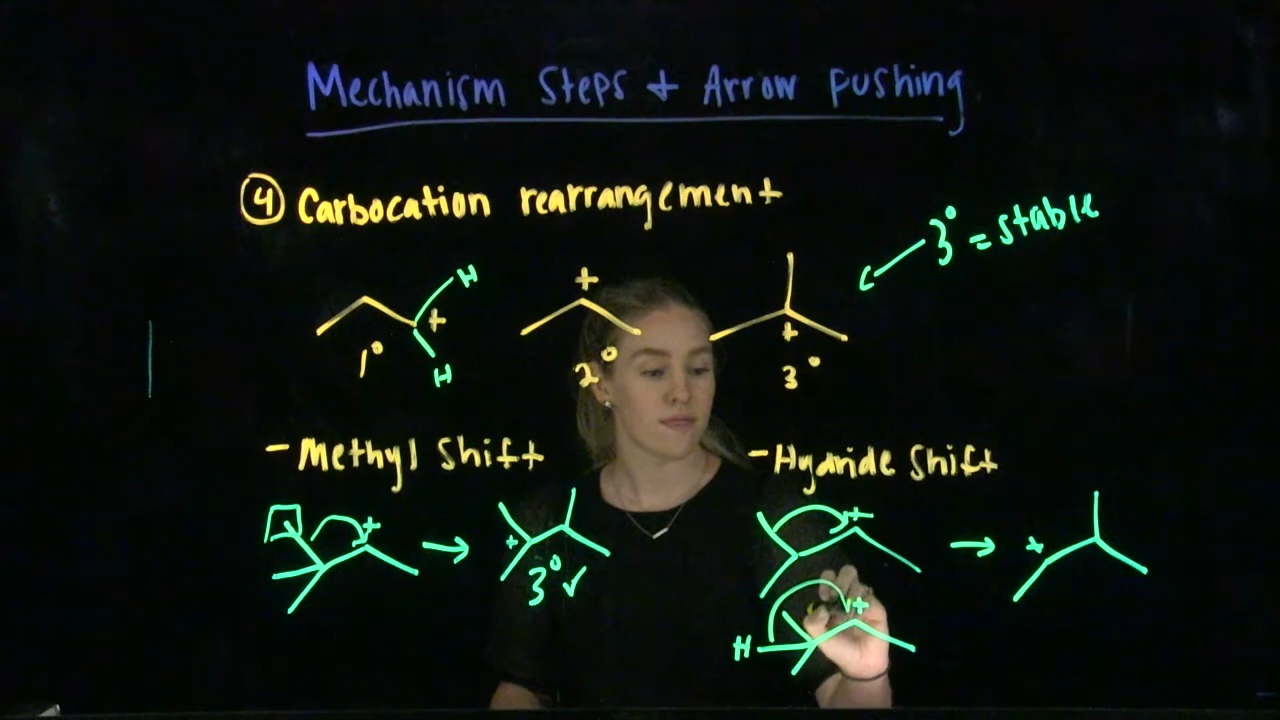 Mechanism Steps + Arrow Pushing
④ Carbocation rearrangement
3° = stable
C
H
+
H
1°
+
2°
+
3°
- Methyl Shift
- Hydride Shift
+
→
+
3° ✓
+
→
+
H
+